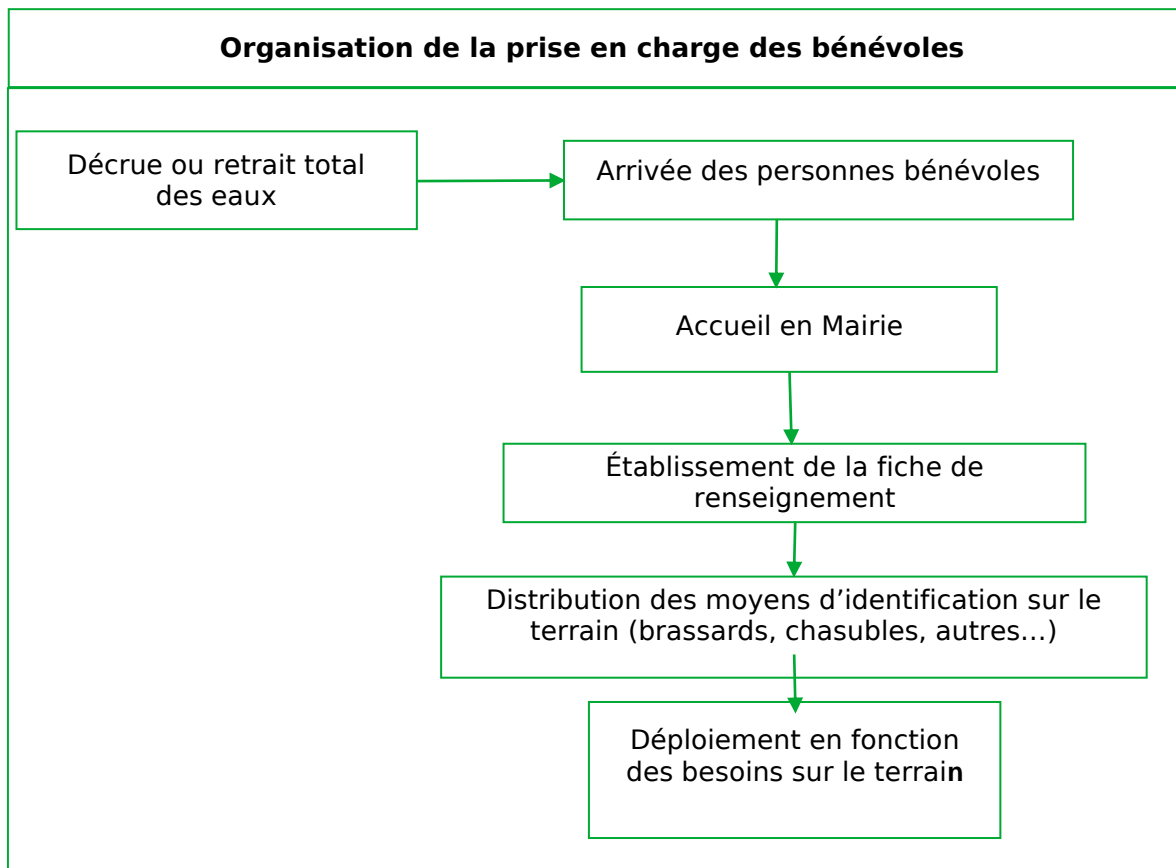 Organisation de la prise en charge des bénévoles
Décrue ou retrait total
des eaux
Arrivée des personnes bénévoles
Accueil en Mairie
Établissement de la fiche de
renseignement
Distribution des moyens d’identification sur le
terrain (brassards, chasubles, autres…)
Déploiement en fonction
des besoins sur le terrain